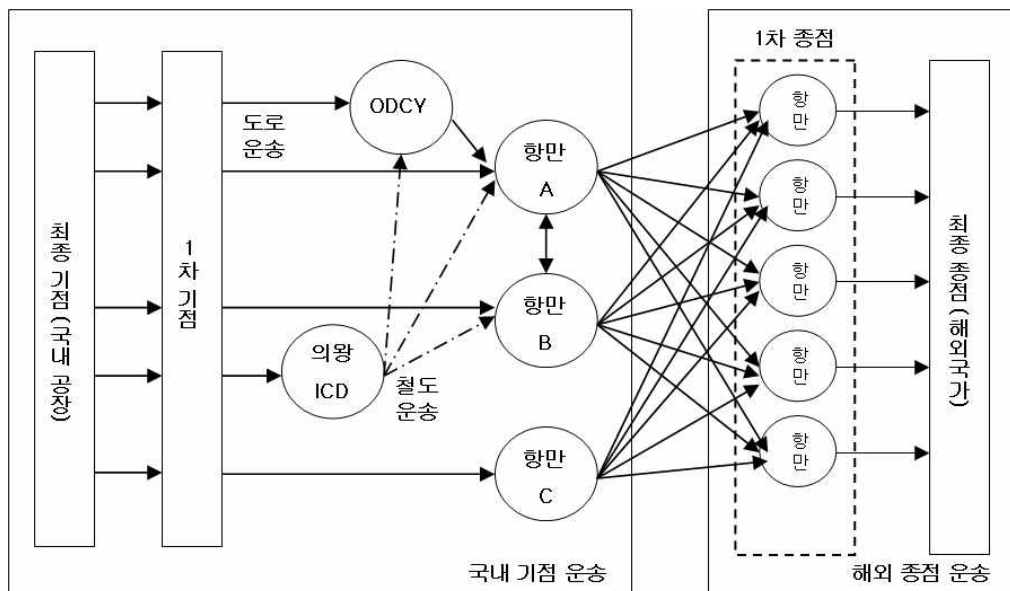 최종 기점(국내 공장)
1차 기점
도로
운송
ODCY
의왕
ICD
철도
운송
항만
A
항만
B
항만
C
국내 기점 운송
1차 종점
항
만
항
만
항
만
항
만
항
만
최종 종점(해외국가)
해외 종점 운송